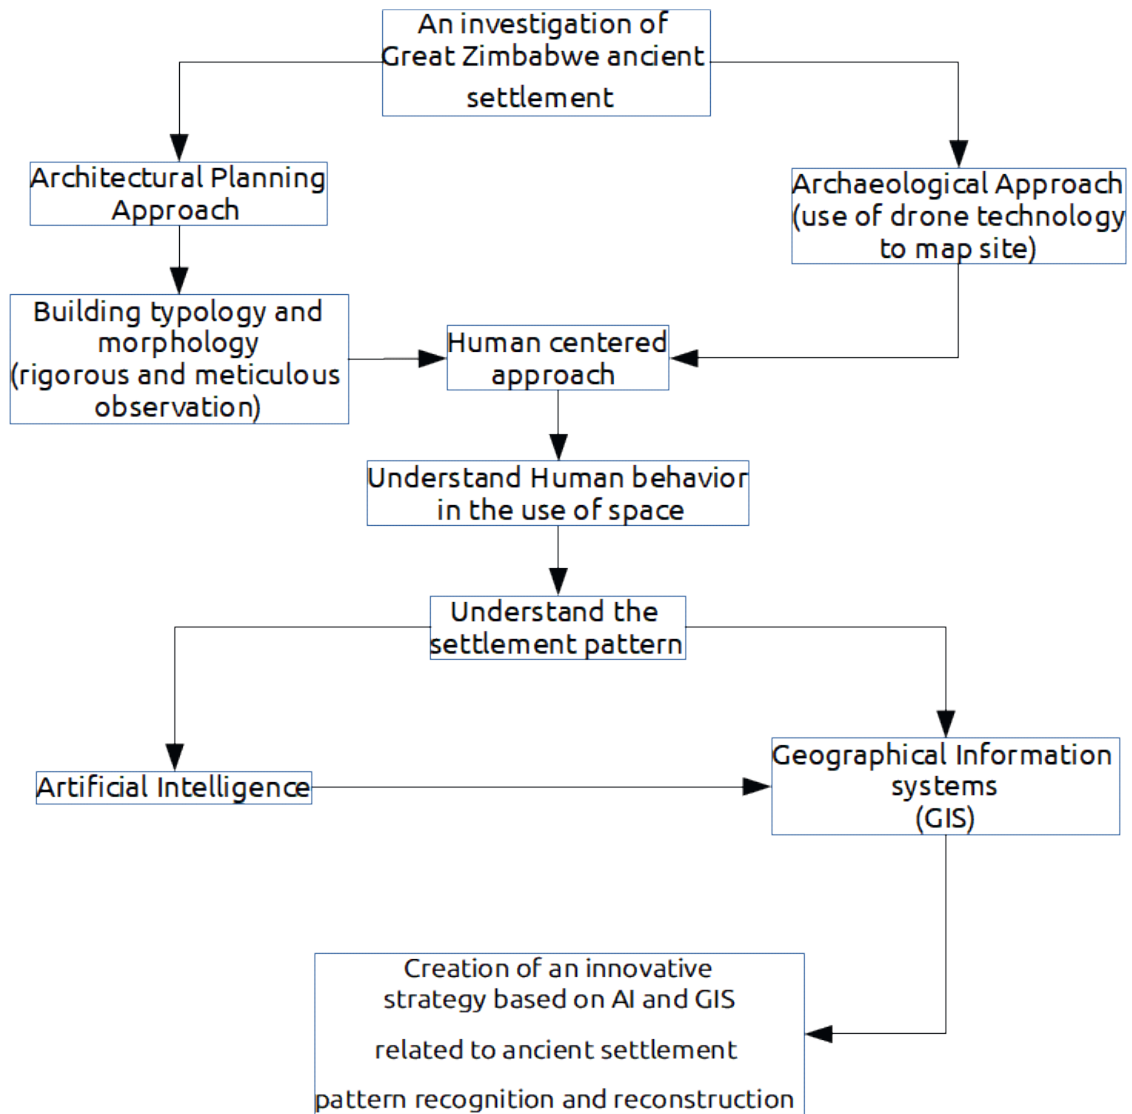 An investigation of
Great Zimbabwe ancient
settlement
Architectural Planning
Approach
Archaeological Approach
(use of drone technology
to map site)
Building typology and
morphology
(rigorous and meticulous
observation)
Human centered
approach
Understand Human behavior
in the use of space
Understand the
settlement pattern
Artificial Intelligence
Geographical Information
systems
(GIS)
Creation of an innovative
strategy based on AI and GIS
related to ancient settlement
pattern recognition and reconstruction